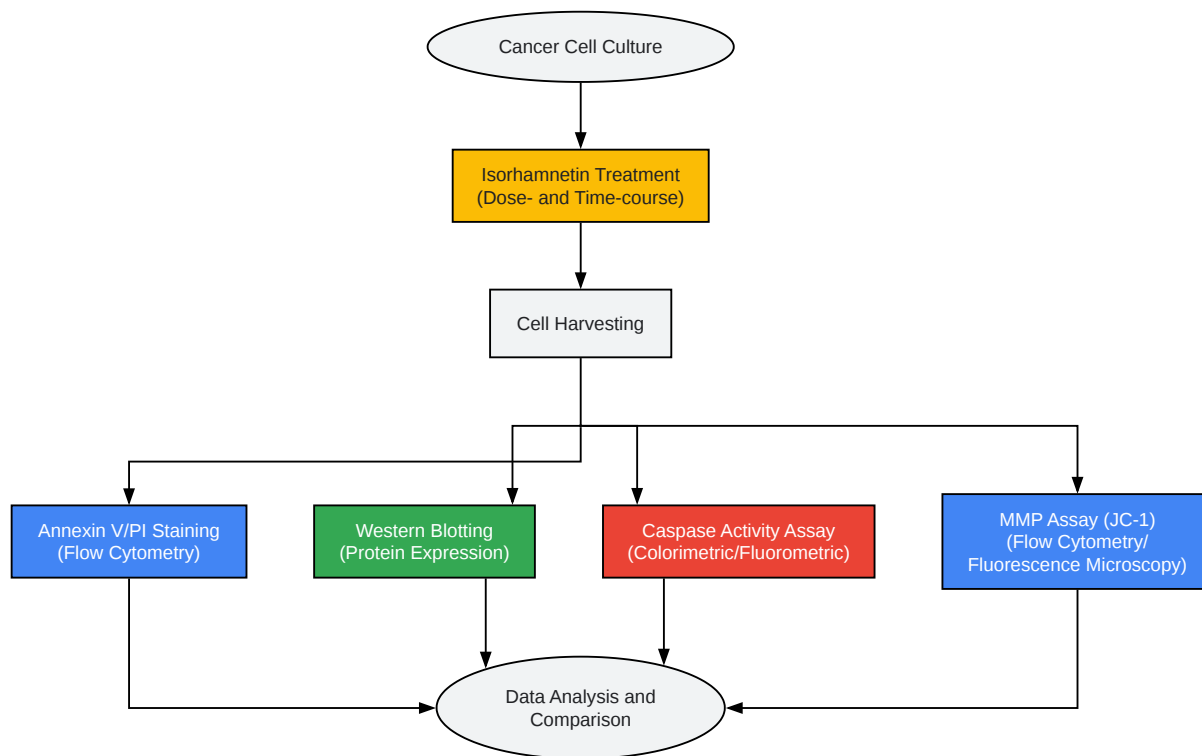 Cancer Cell Culture
Isorhamnetin Treatment
(Dose- and Time-course)
Cell Harvesting
Annexin V/PI Staining
(Flow Cytometry)
Western Blotting
(Protein Expression)
Caspase Activity Assay
(Colorimetric/Fluorometric)
MMP Assay (JC-1)
(Flow Cytometry/
Fluorescence Microscopy)
Data Analysis and
Comparison